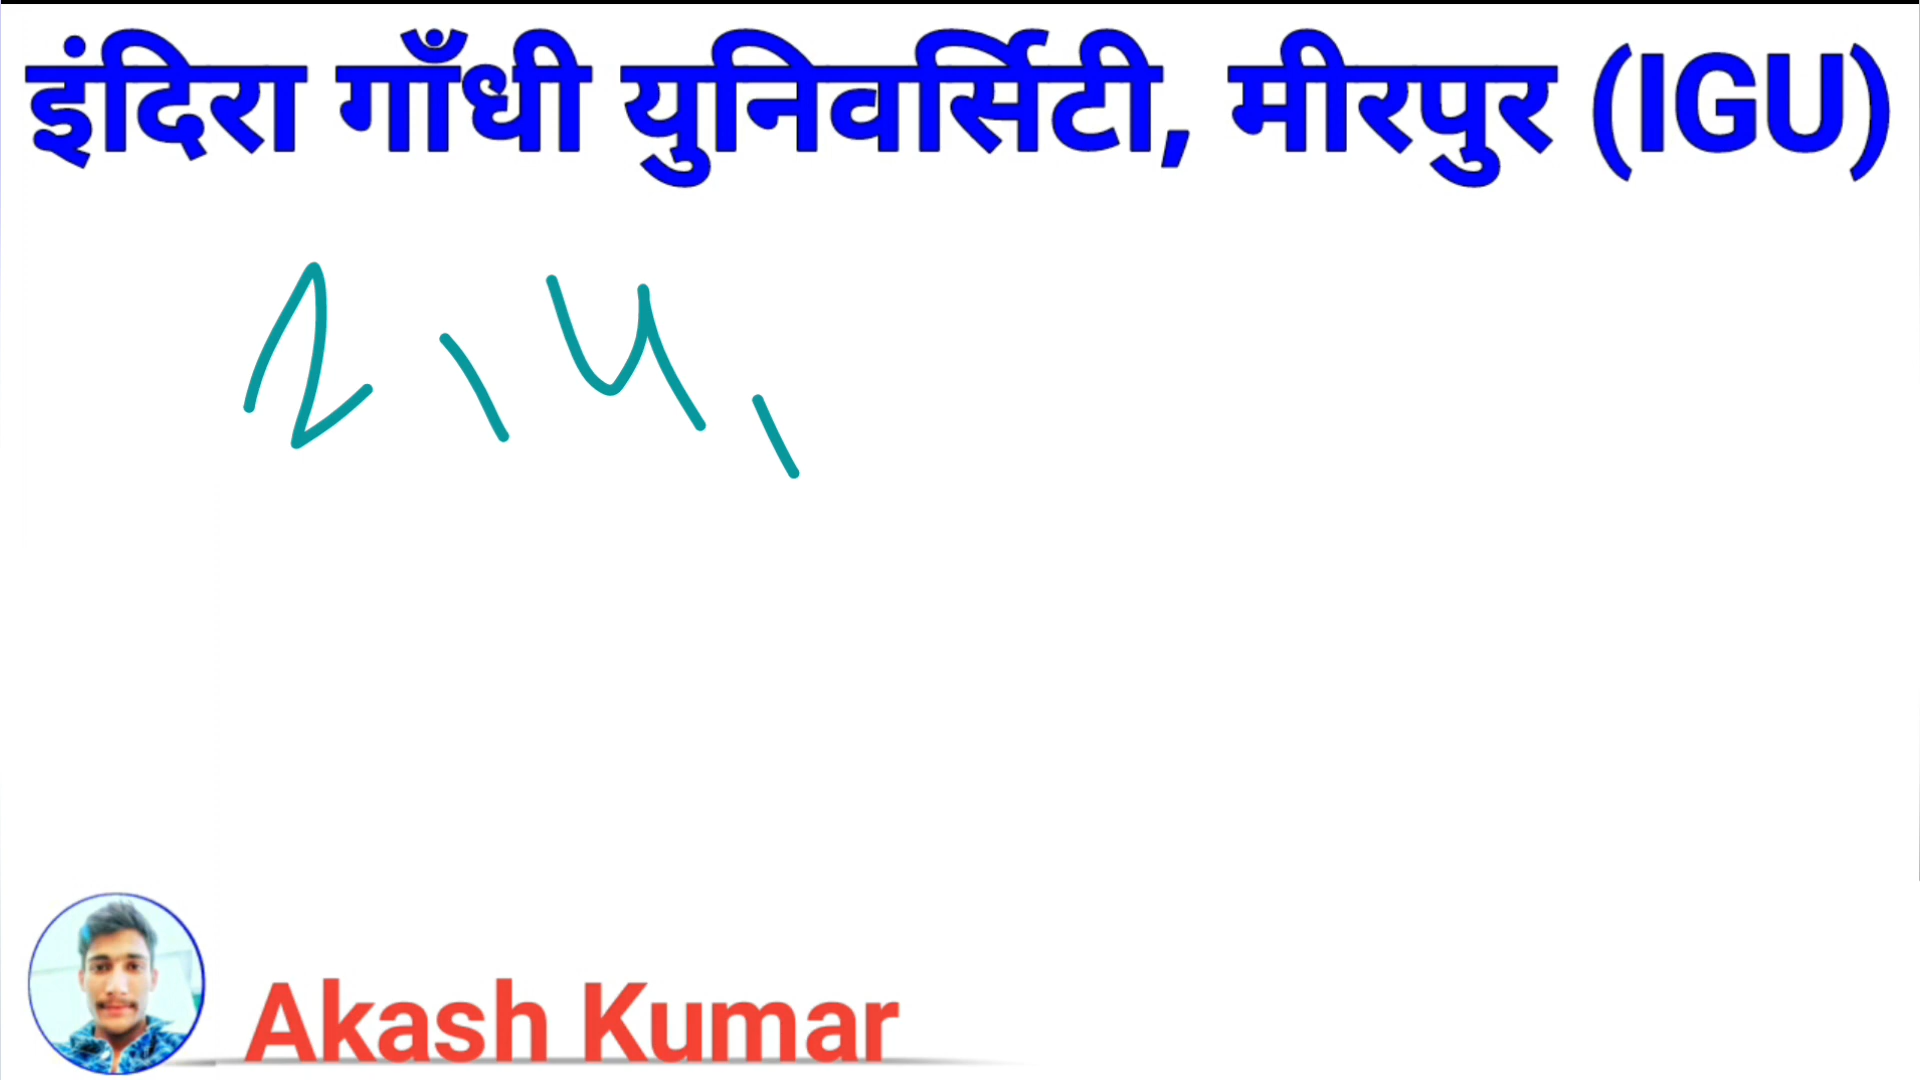 इंदिरा गाँधी युनिवर्सिटी, मीरपुर (IGU)
2, 4,
Akash Kumar